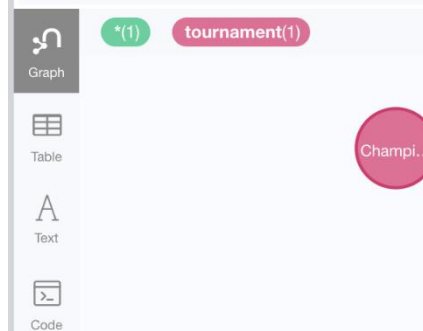 *(1) tournament(1)
Graph
Champi..
Table
Text
Code